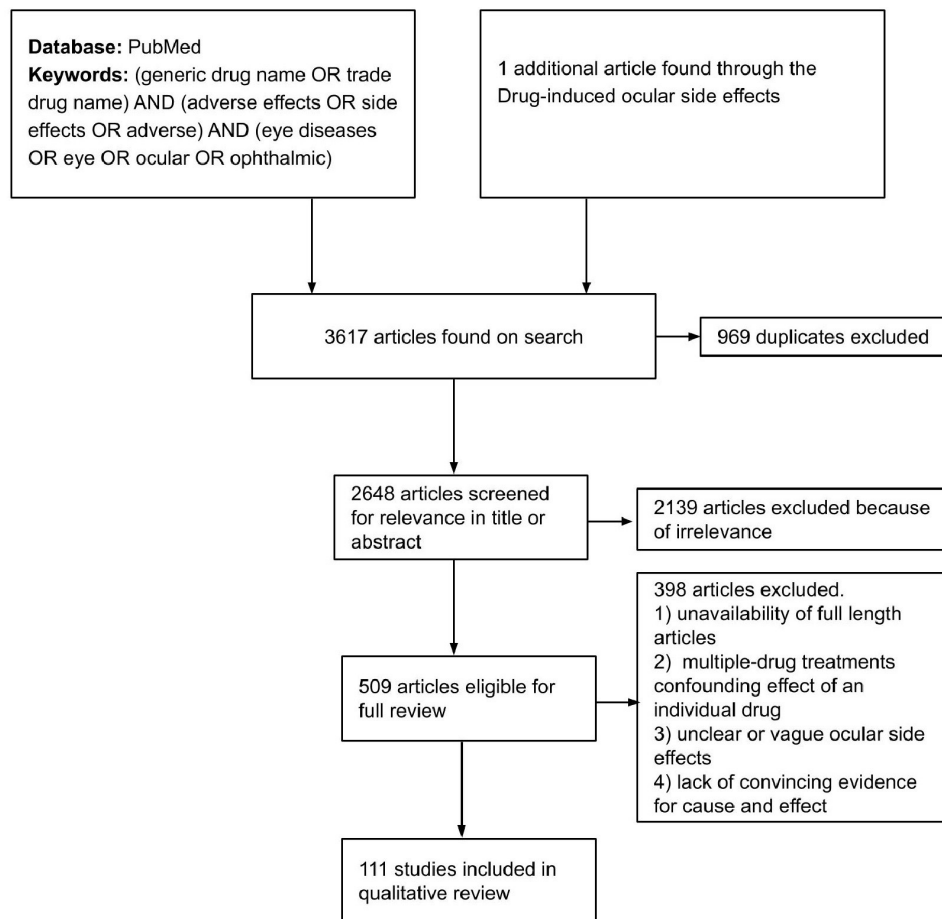 Database: PubMed
Keywords: (generic drug name OR trade
drug name) AND (adverse effects OR side
effects OR adverse) AND (eye diseases
OR eye OR ocular OR ophthalmic)
1 additional article found through the
Drug-induced ocular side effects
3617 articles found on search
969 duplicates excluded
2648 articles screened
for relevance in title or
abstract
2139 articles excluded because
of irrelevance
398 articles excluded.
1) unavailability of full length
articles
2) multiple-drug treatments
confounding effect of an
individual drug
3) unclear or vague ocular side
effects
4) lack of convincing evidence
for cause and effect
509 articles eligible for
full review
111 studies included in
qualitative review